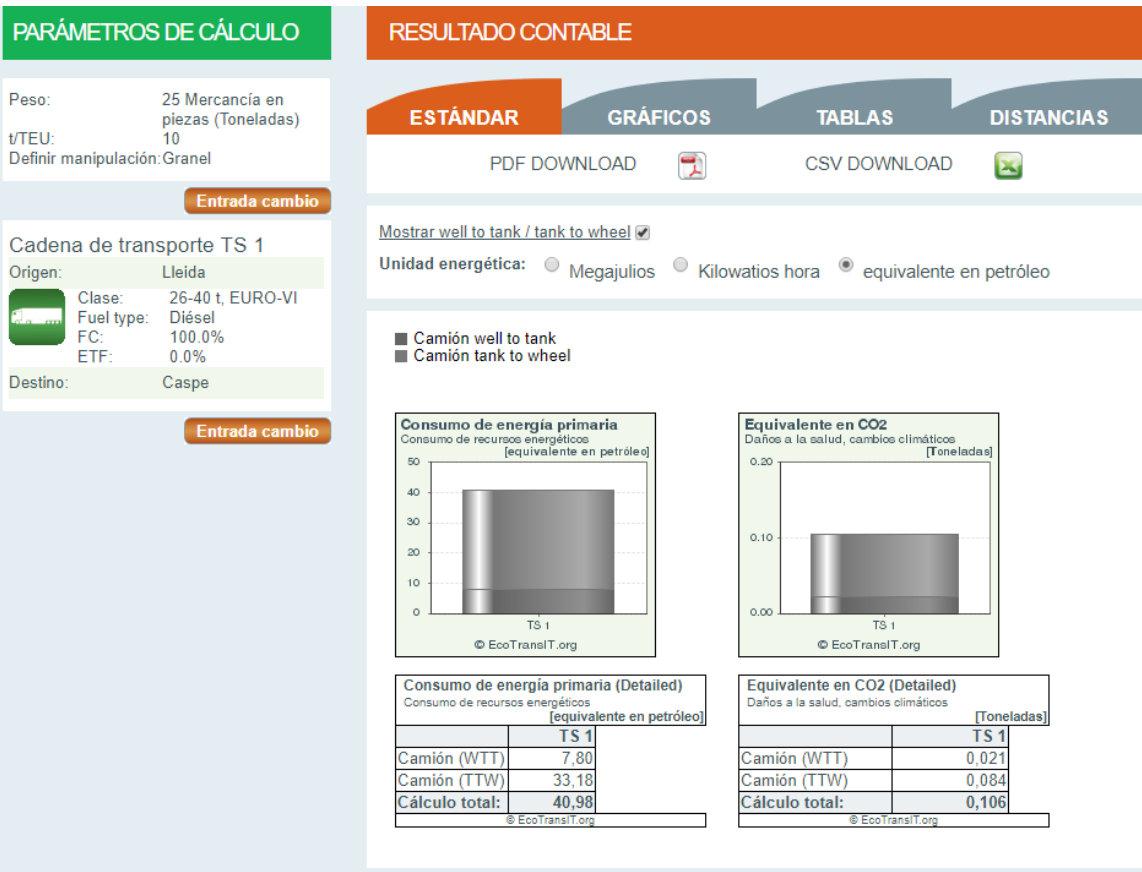 PARÁMETROS DE CÁLCULO
Peso: 25 Mercancía en
piezas (Toneladas)
t/TEU: 10
Definir manipulación: Granel
Entrada cambio
Cadena de transporte TS 1
Origen: Lleida
Clase: 26-40 t, EURO-VI
Fuel type: Diésel
FC: 100.0%
ETF: 0.0%
Destino: Caspe
Entrada cambio
RESULTADO CONTABLE
ESTÁNDAR GRÁFICOS TABLAS DISTANCIAS
PDF DOWNLOAD CSV DOWNLOAD
Mostrar well to tank / tank to wheel
Unidad energética: Megajulios Kilowatios hora equivalente en petróleo
Camión well to tank
Camión tank to wheel
Consumo de energía primaria
Consumo de recursos energéticos
[equivalente en petróleo]
50
40
30
20
10
0
TS 1
© EcoTransIT.org
Equivalente en CO2
Daños a la salud, cambios climáticos
[Toneladas]
0.20
0.10
0.00
TS 1
© EcoTransIT.org
Consumo de energía primaria (Detailed)
Consumo de recursos energéticos
[equivalente en petróleo]
TS 1
Camión (WTT) 7,80
Camión (TTW) 33,18
Cálculo total: 40,98
© EcoTransIT.org
Equivalente en CO2 (Detailed)
Daños a la salud, cambios climáticos
[Toneladas]
TS 1
Camión (WTT) 0,021
Camión (TTW) 0,084
Cálculo total: 0,106
© EcoTransIT.org